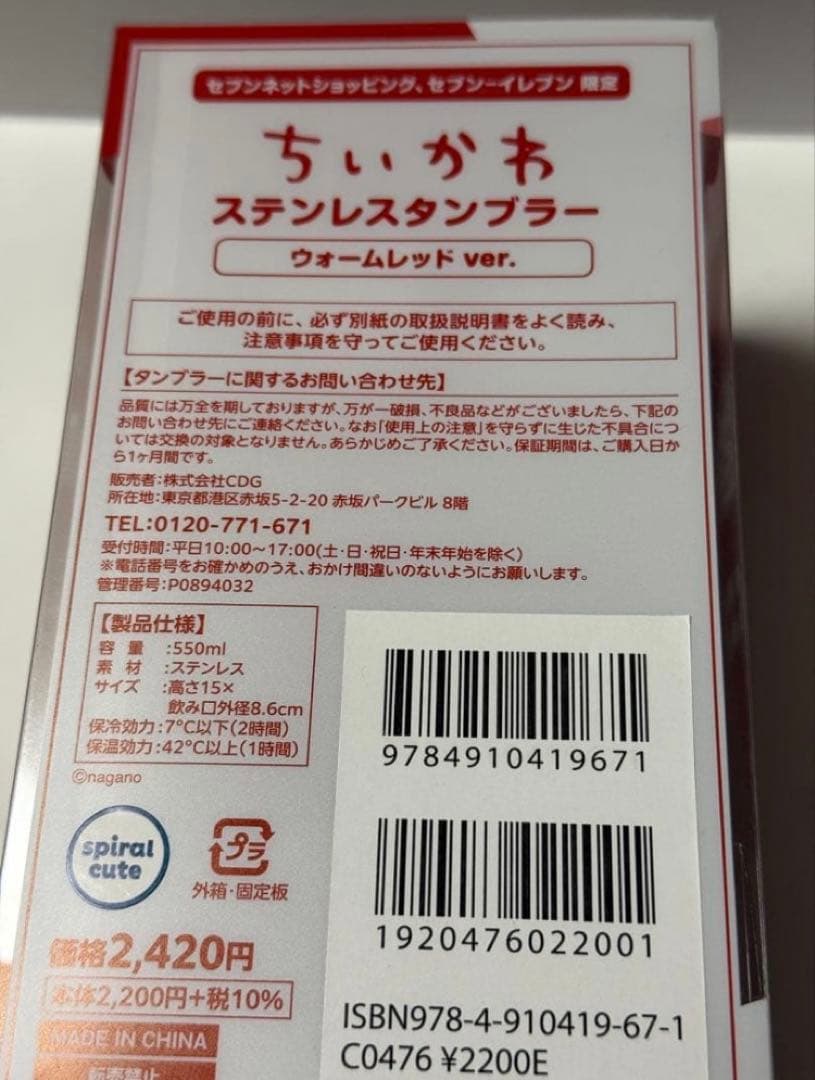 セブンネットショッピング、セブン-イレブン 限定
ちいかわ
ステンレスタンブラー
ウォームレッド ver.
ご使用の前に、必ず別紙の取扱説明書をよく読み、
注意事項を守ってご使用ください。
【タンブラーに関するお問い合わせ先】
品質には万全を期しておりますが、万が一破損、不良品などがございましたら、下記の
お問い合わせ先にご連絡ください。なお「使用上の注意」を守らずに生じた不具合につ
いては交換の対象となりません。あらかじめご了承ください。保証期間は、ご購入日か
ら1ヶ月間です。
販売者:株式会社CDG
所在地:東京都港区赤坂5-2-20 赤坂パークビル 8階
TEL:0120-771-671
受付時間:平日10:00〜17:00(土・日・祝日・年末年始を除く)
※電話番号をお確かめのうえ、おかけ間違いのないようにお願いします。
管理番号:P0894032
【製品仕様】
容 量 :550ml
素 材 :ステンレス
サイズ :高さ15×
飲み口外径8.6cm
保冷効力:7℃以下(2時間)
保温効力:42℃以上(1時間)
©nagano
spiral
cute
プラ
外箱・固定板
価格2,420円
本体2,200円+税10%
MADE IN CHINA
転売禁止
9784910419671
1920476022001
ISBN978-4-910419-67-1
C0476 ¥2200E